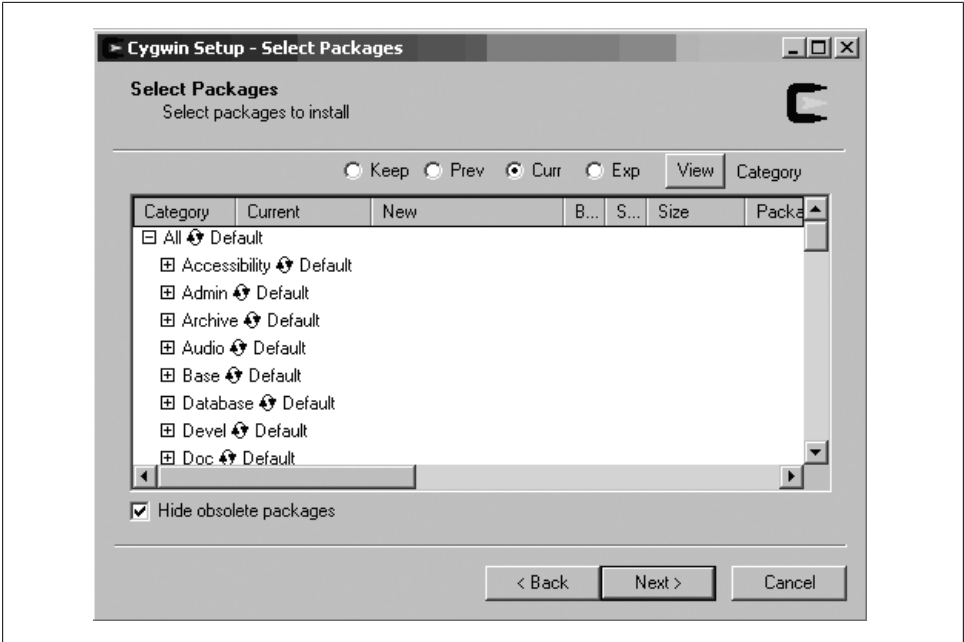 Cygwin Setup - Select Packages
Select Packages
Select packages to install
Keep Prev Curr Exp View Category
Category Current New B... S... Size Packa
All Default
Accessibility Default
Admin Default
Archive Default
Audio Default
Base Default
Database Default
Devel Default
Doc Default
Hide obsolete packages
< Back Next > Cancel